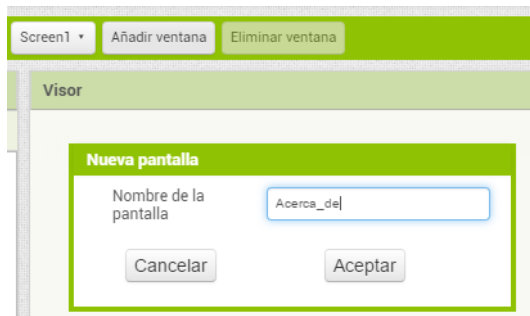 Screen1 Añadir ventana Eliminar ventana
Visor
Nueva pantalla
Nombre de la
pantalla
Acerca_de
Cancelar Aceptar